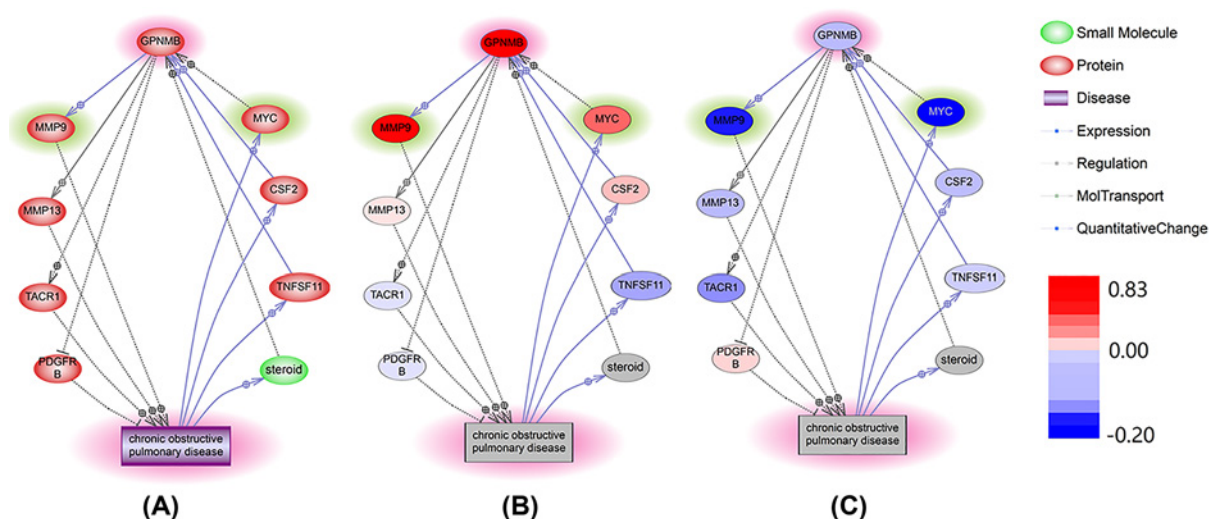 GPNMB
MMP9
MYC
CSF2
MMP13
TACR1
TNFSF11
PDGFR
B
steroid
chronic obstructive
pulmonary disease
(A)
GPNMB
MMP9
MYC
CSF2
MMP13
TACR1
TNFSF11
PDGFR
B
steroid
chronic obstructive
pulmonary disease
(B)
GPNMB
MMP9
MYC
CSF2
MMP13
TACR1
TNFSF11
PDGFR
B
steroid
chronic obstructive
pulmonary disease
(C)
Small Molecule
Protein
Disease
Expression
Regulation
MolTransport
QuantitativeChange
0.83
0.00
-0.20